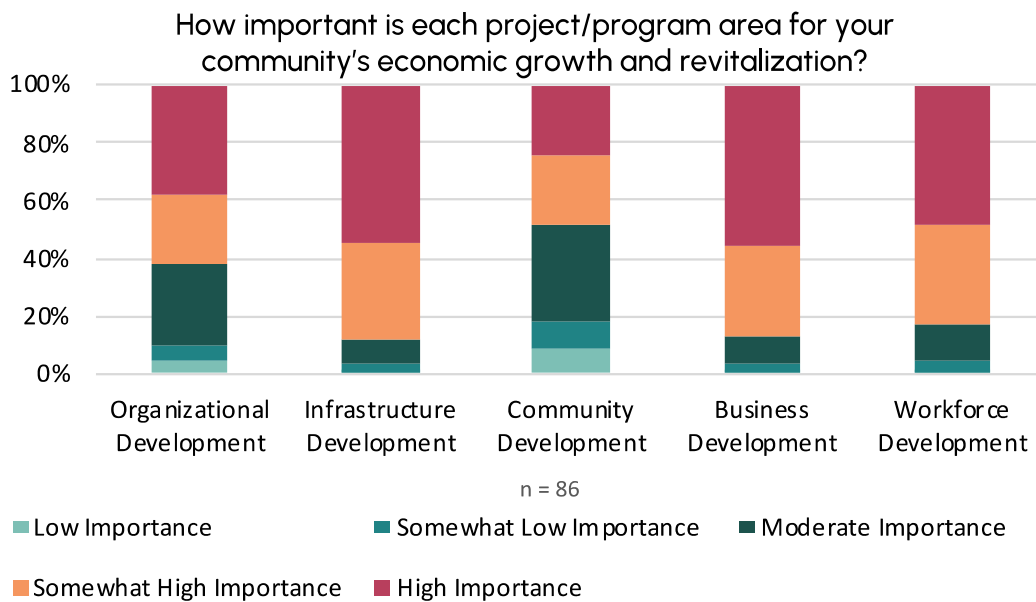 How important is each project/program area for your
community's economic growth and revitalization?
100%
80%
60%
40%
20%
0%
Organizational Development
Infrastructure Development
Community Development
Business Development
Workforce Development
n = 86
Low Importance
Somewhat Low Importance
Moderate Importance
Somewhat High Importance
High Importance